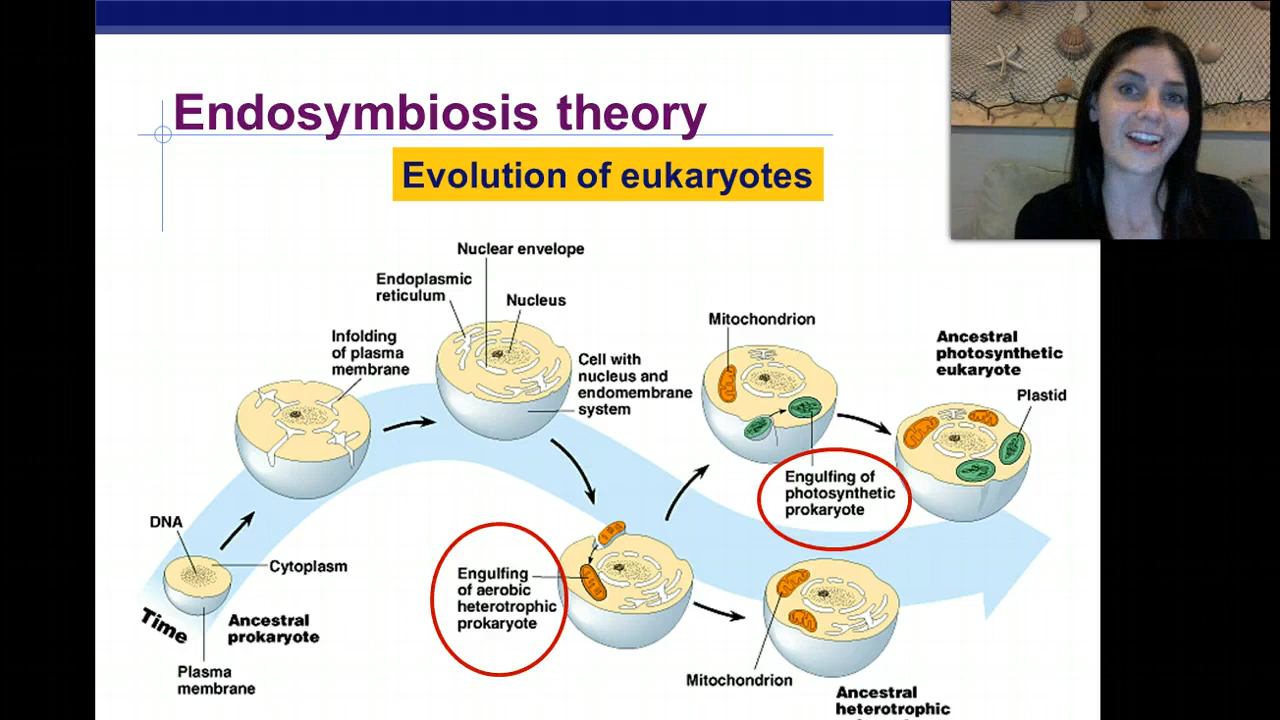 Endosymbiosis theory
Evolution of eukaryotes
Nuclear envelope
Endoplasmic
reticulum
Nucleus
Infolding
of plasma
membrane
Cell with
nucleus and
endomembrane
system
Mitochondrion
Ancestral
photosynthetic
eukaryote
Plastid
Engulfing of
photosynthetic
prokaryote
DNA
Cytoplasm
Time
Ancestral
prokaryote
Plasma
membrane
Engulfing
of aerobic
heterotrophic
prokaryote
Mitochondrion
Ancestral
heterotrophic